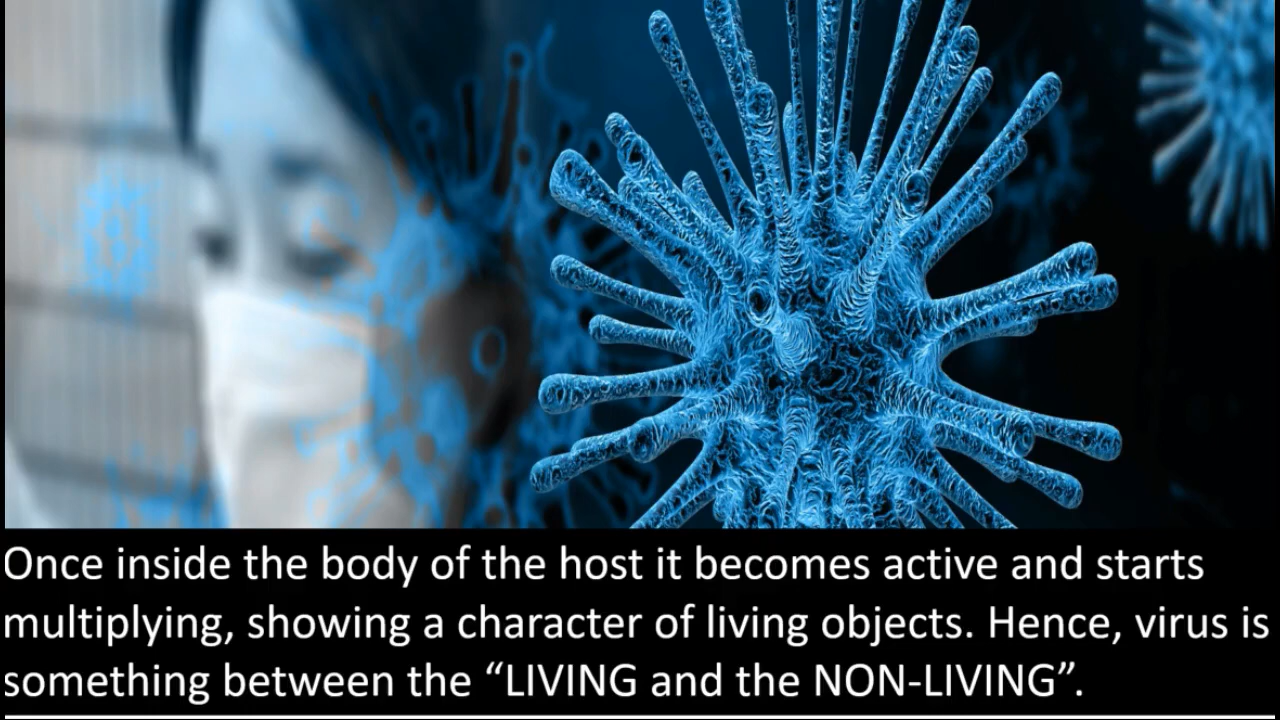 Once inside the body of the host it becomes active and starts
multiplying, showing a character of living objects. Hence, virus is
something between the “LIVING and the NON-LIVING”.